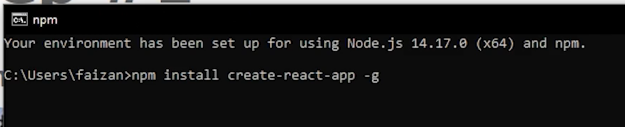 npm
Your environment has been set up for using Node.js 14.17.0 (x64) and npm.
C:\Users\faizan>npm install create-react-app -g